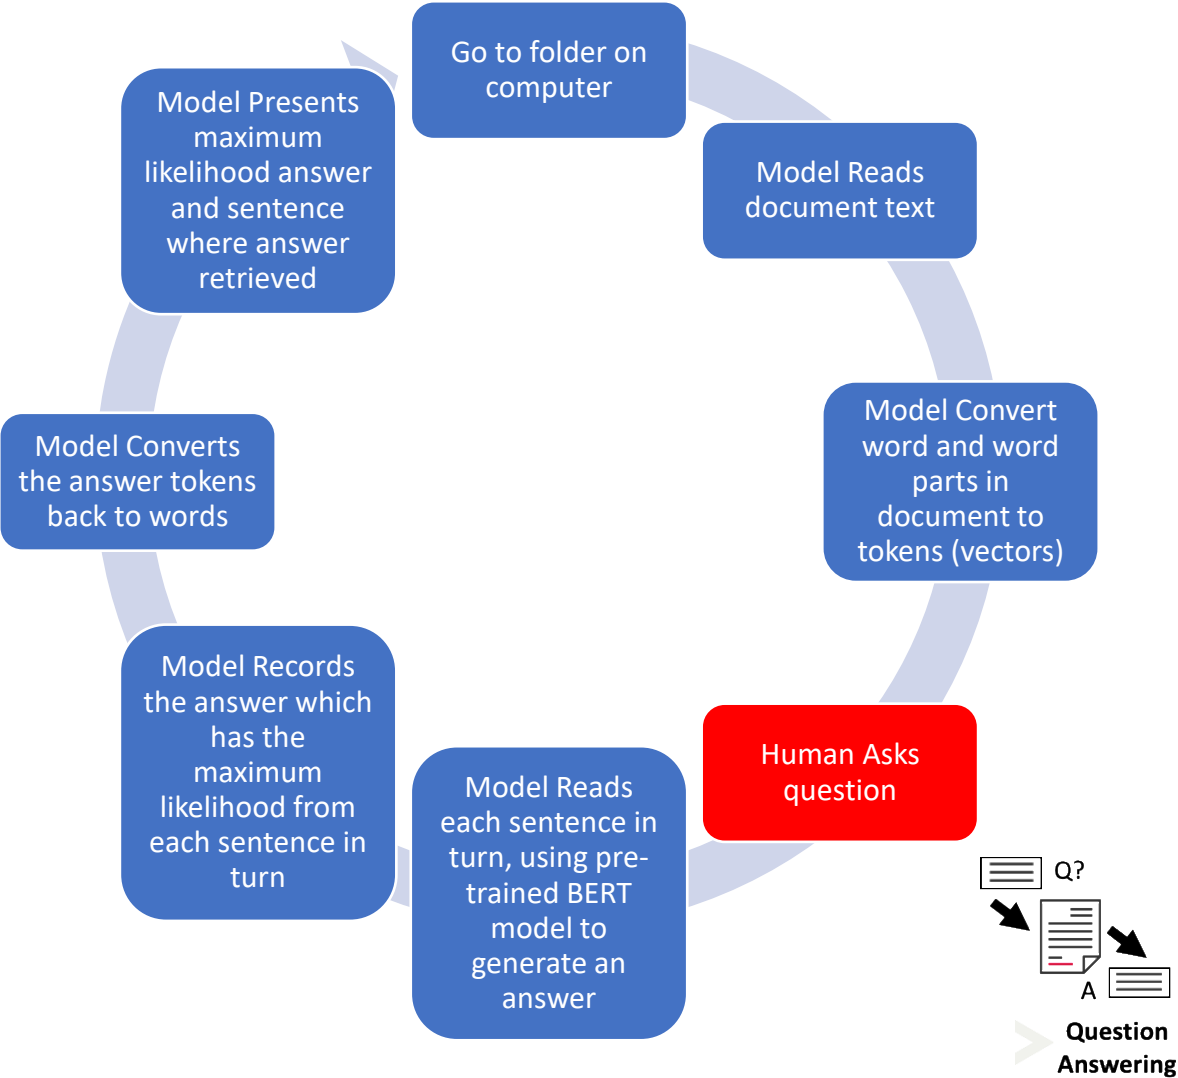 Go to folder on
computer
Model Reads
document text
Model Convert
word and word
parts in
document to
tokens (vectors)
Human Asks
question
Model Reads
each sentence in
turn, using pre-
trained BERT
model to
generate an
answer
Model Records
the answer which
has the
maximum
likelihood from
each sentence in
turn
Model Converts
the answer tokens
back to words
Model Presents
maximum
likelihood answer
and sentence
where answer
retrieved
Q?
A
Question
Answering